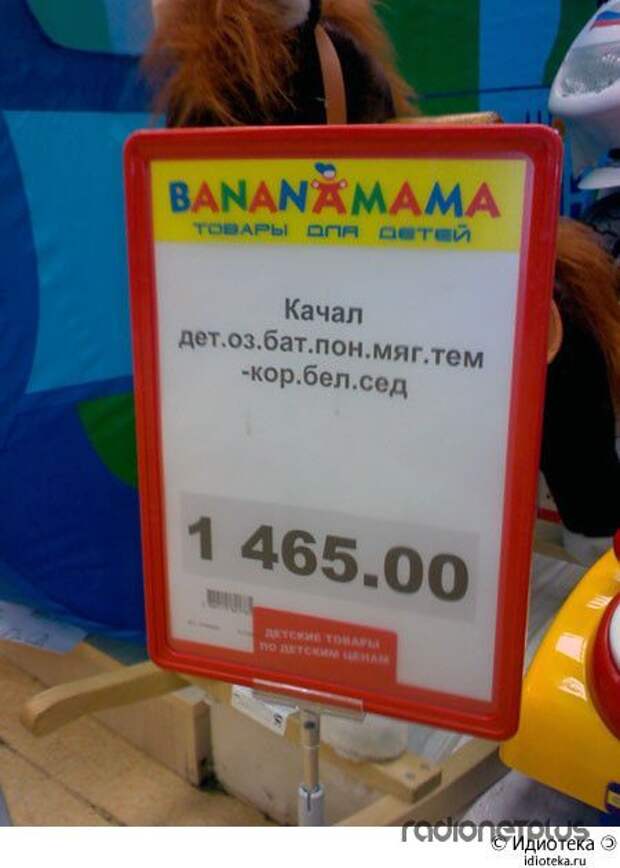 BANANAMAMA
ТОВАРЫ ДЛЯ ДЕТЕЙ
Качал
дет.оз.бат.пон.мяг.тем
-кор.бел.сед
1 465.00
ДЕТСКИЕ ТОВАРЫ
ПО ДЕТСКИМ ЦЕНАМ
radionetplus
© Идиотека
idioteka.ru